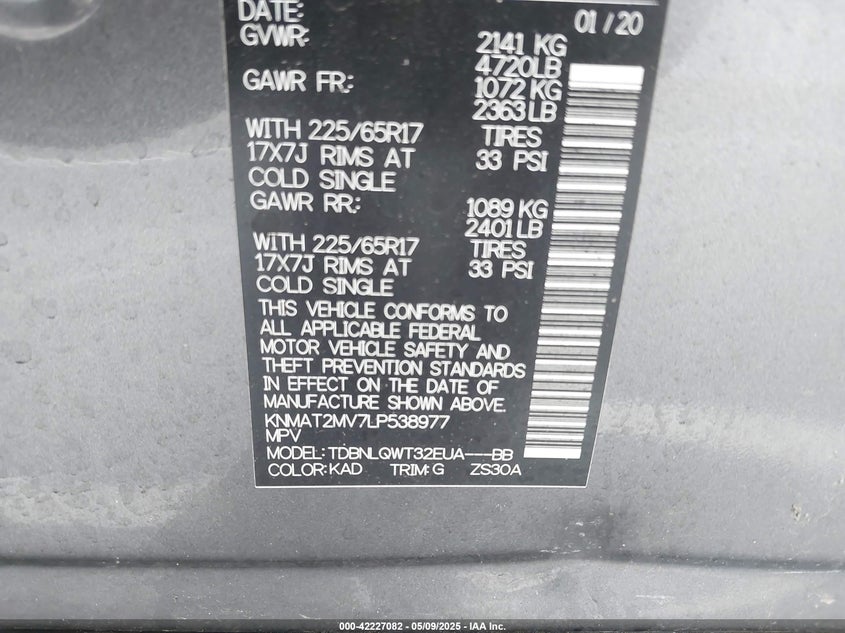 DATE: 01/20
GVWR: 2141 KG
4720LB
GAWR FR: 1072 KG
2363 LB
WITH 225/65R17 TIRES
17X7J RIMS AT 33 PSI
COLD SINGLE
GAWR RR: 1089 KG
2401 LB
WITH 225/65R17 TIRES
17X7J RIMS AT 33 PSI
COLD SINGLE
THIS VEHICLE CONFORMS TO
ALL APPLICABLE FEDERAL
MOTOR VEHICLE SAFETY AND
THEFT PREVENTION STANDARDS
IN EFFECT ON THE DATE OF
MANUFACTURE SHOWN ABOVE.
KNMAT2MV7LP538977
MPV
MODEL: TDBNLQWT32EUA---BB
COLOR: KAD TRIM: G ZS30A
000-42227082 - 05/09/2025 - IAA Inc.